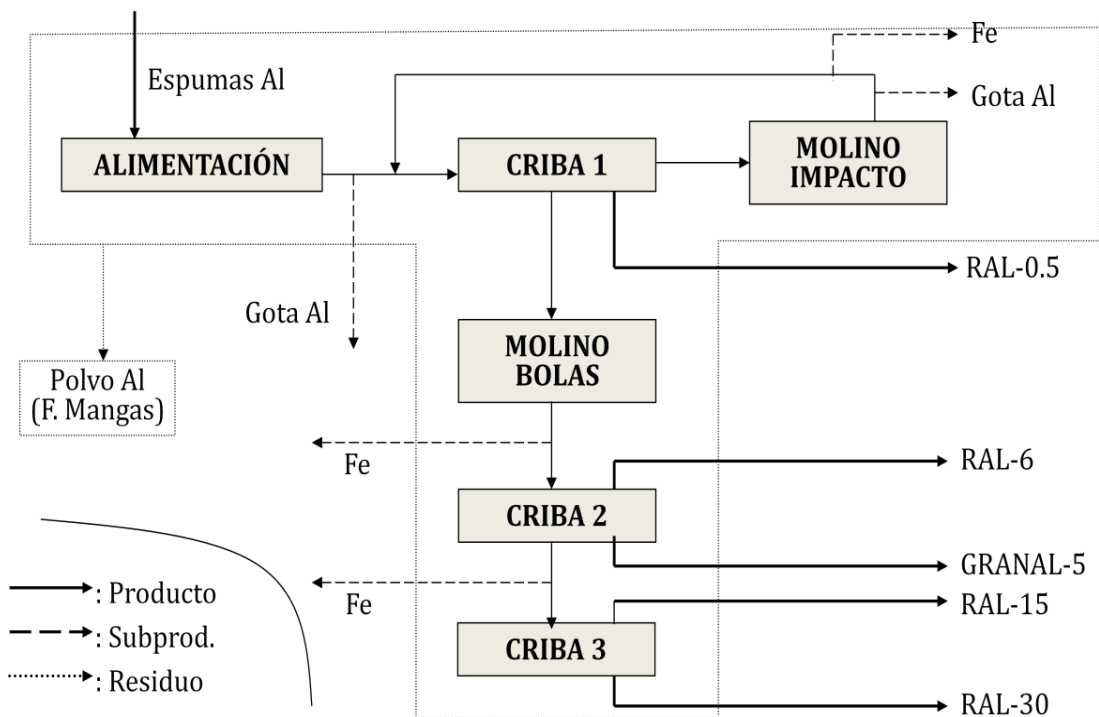 Fe
Espumas Al
Gota Al
ALIMENTACIÓN
CRIBA 1
MOLINO
IMPACTO
RAL-0.5
Gota Al
MOLINO
BOLAS
Polvo Al
(F. Mangas)
Fe
RAL-6
CRIBA 2
GRANAL-5
: Producto
Fe
RAL-15
: Subprod.
CRIBA 3
: Residuo
RAL-30